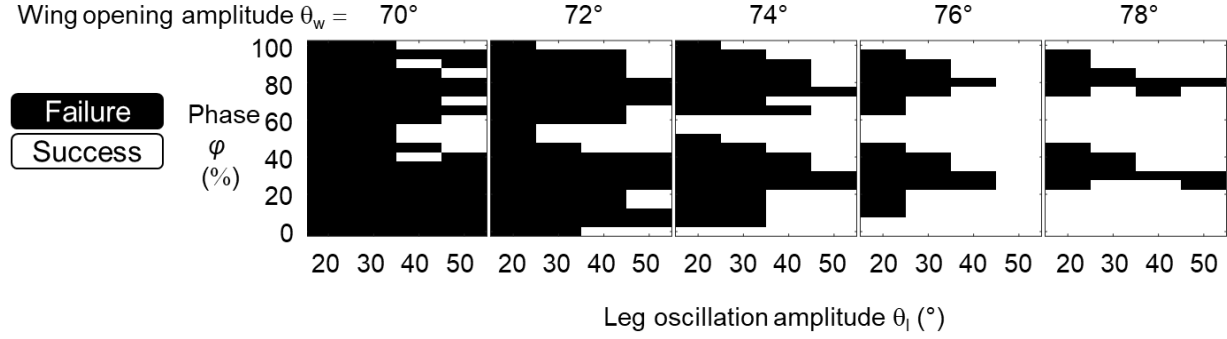 Wing opening amplitude θw = 70° 72° 74° 76° 78°
Failure
Success
Phase
φ
(%)
100
80
60
40
20
0
20 30 40 50 20 30 40 50 20 30 40 50 20 30 40 50 20 30 40 50
Leg oscillation amplitude θl (°)